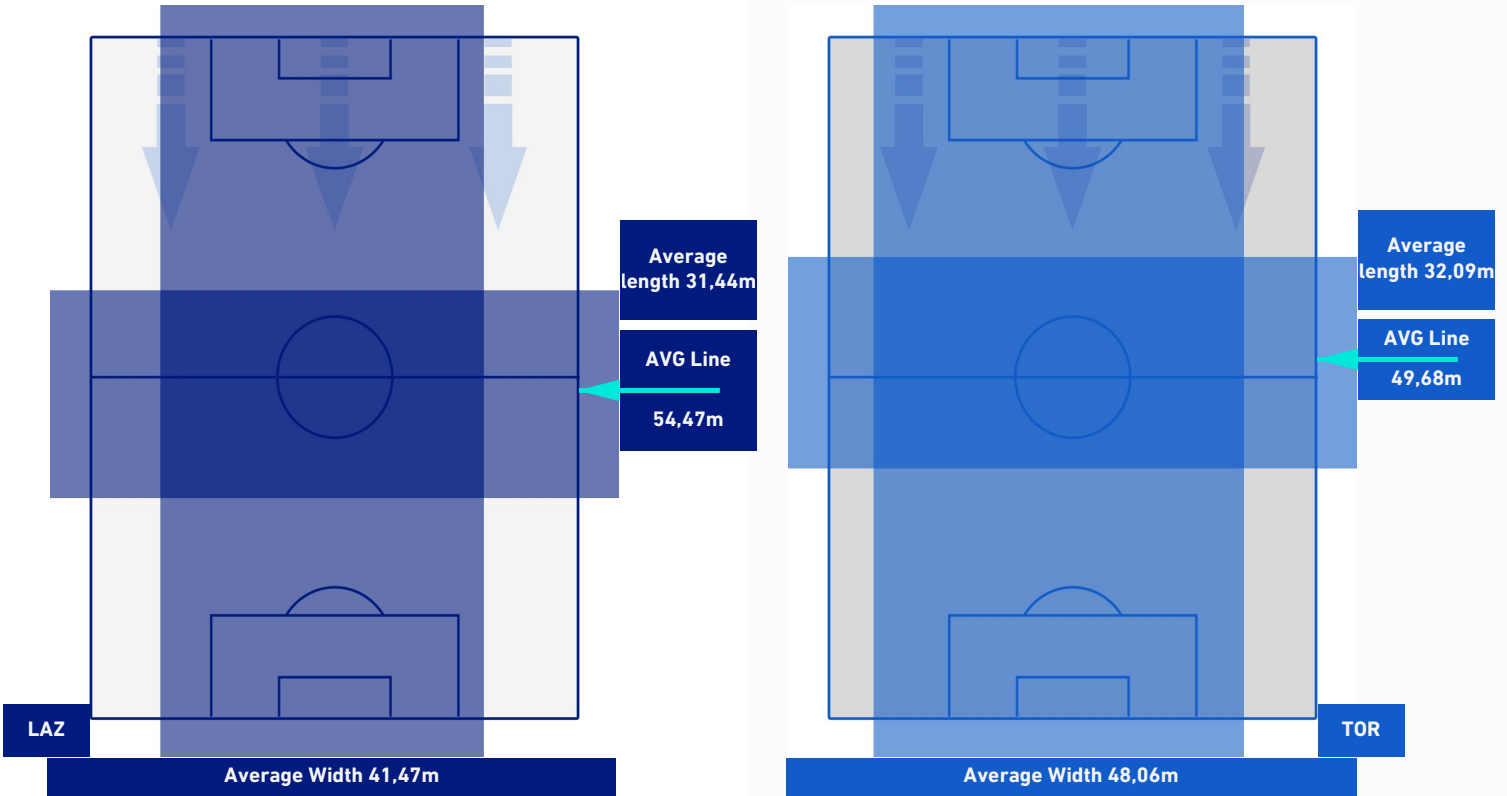 Average
length 31,44m
AVG Line
54,47m
LAZ
Average Width 41,47m
Average
length 32,09m
AVG Line
49,68m
TOR
Average Width 48,06m